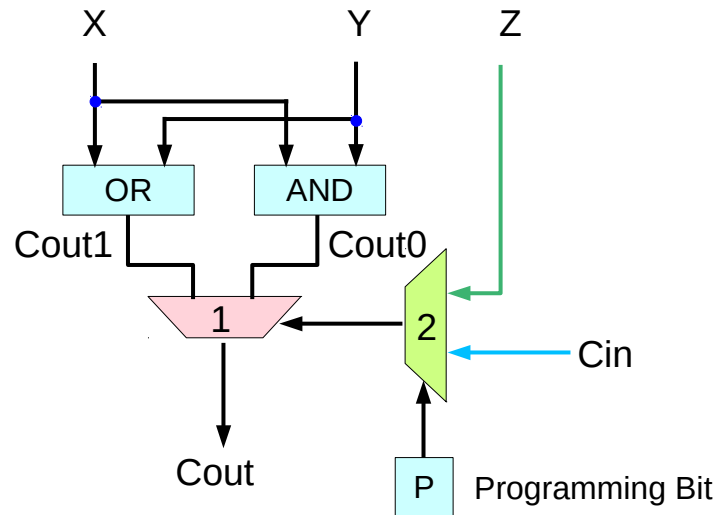 X
Y
Z
OR
AND
Cout1
Cout0
1
2
Cin
Cout
P
Programming Bit